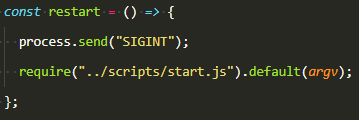 const restart = () => {
process.send("SIGINT");
require("../scripts/start.js").default(argv);
};